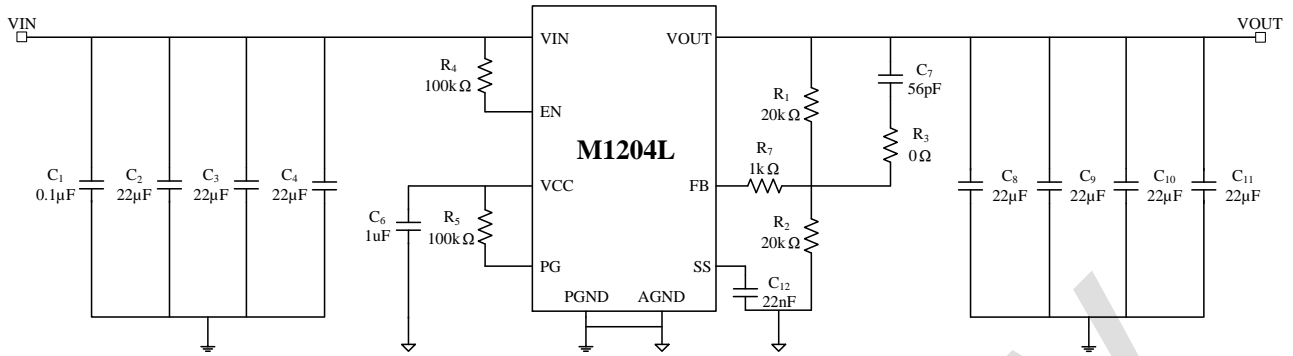 VIN
VOUT
VIN
VOUT
R4
100kΩ
C7
56pF
R1
20kΩ
EN
M1204L
R3
0Ω
R7
1kΩ
C1
0.1µF
C2
22µF
C3
22µF
C4
22µF
VCC
FB
C8
22µF
C9
22µF
C10
22µF
C11
22µF
C6
1uF
R5
100kΩ
R2
20kΩ
PG
SS
C12
22nF
PGND
AGND